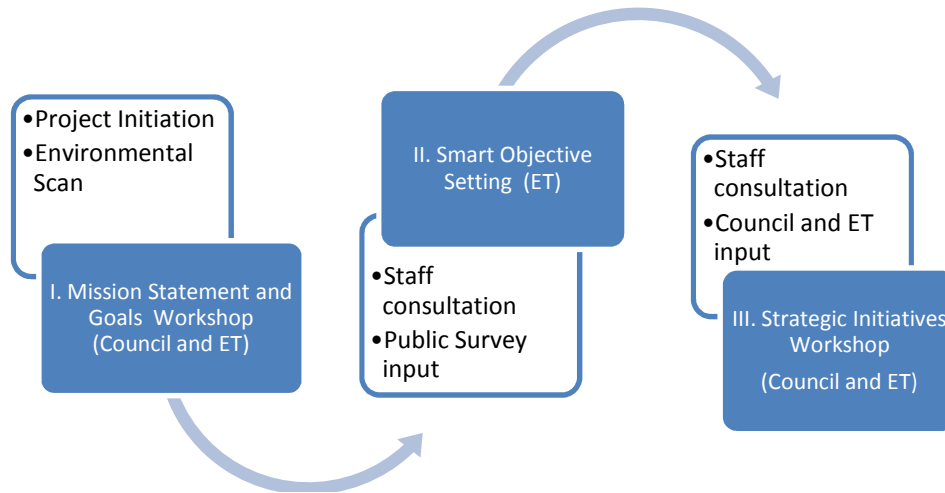 •Project Initiation
•Environmental
Scan
I. Mission Statement and
Goals Workshop
(Council and ET)
II. Smart Objective
Setting (ET)
•Staff
consultation
•Public Survey
input
•Staff
consultation
•Council and ET
input
III. Strategic Initiatives
Workshop
(Council and ET)